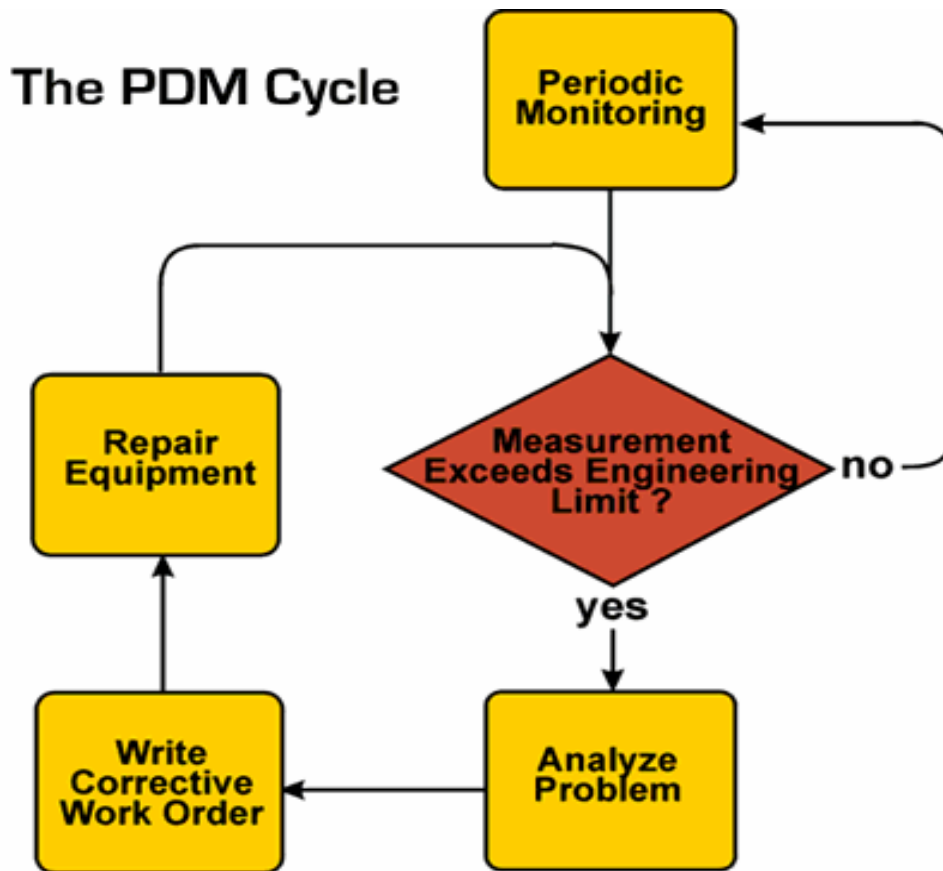 The PDM Cycle
Periodic
Monitoring
Measurement
Exceeds Engineering
Limit ?
no
yes
Analyze
Problem
Write
Corrective
Work Order
Repair
Equipment